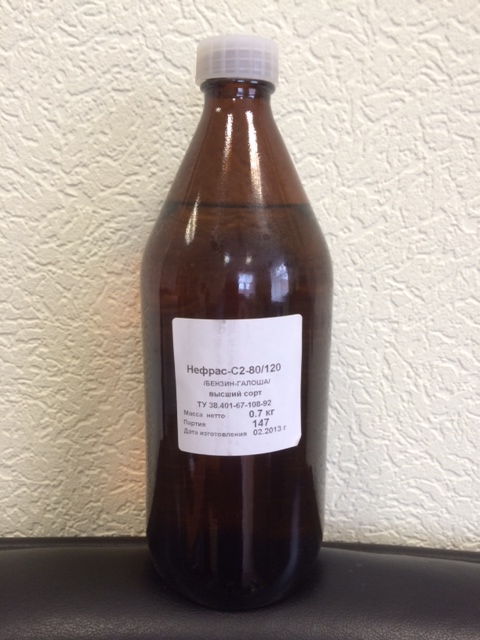 Нефрас-С2-80/120
/БЕНЗИН-ГАЛОША/
высший сорт
ТУ 38.401-67-108-92
Масса нетто 0.7 кг
Партия 147
Дата изготовления 02.2013 г